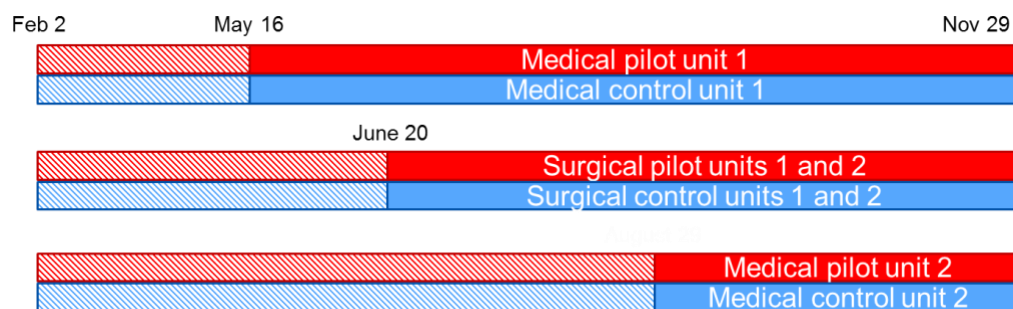 Feb 2 May 16 Nov 29
Medical pilot unit 1
Medical control unit 1
June 20
Surgical pilot units 1 and 2
Surgical control units 1 and 2
Medical pilot unit 2
Medical control unit 2